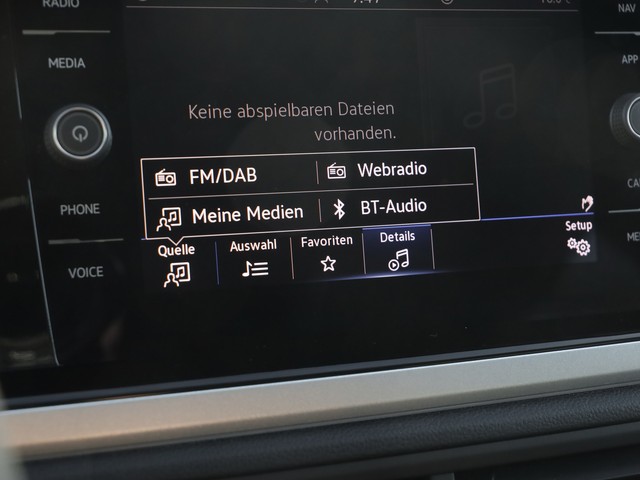 RADIO
NAV
MEDIA
APP
Keine abspielbaren Dateien
vorhanden.
FM/DAB
Webradio
Meine Medien
BT-Audio
PHONE
Quelle
Auswahl
Favoriten
Details
Setup
VOICE